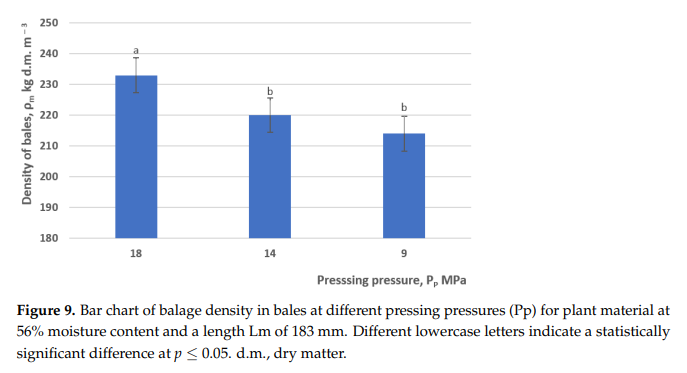 Density of bales, ρm kg d.m. m⁻³
250
240
230
220
210
200
190
180
a
b
b
18 14 9
Presssing pressure, Pp MPa
Figure 9. Bar chart of balage density in bales at different pressing pressures (Pp) for plant material at
56% moisture content and a length Lm of 183 mm. Different lowercase letters indicate a statistically
significant difference at p ≤ 0.05. d.m., dry matter.